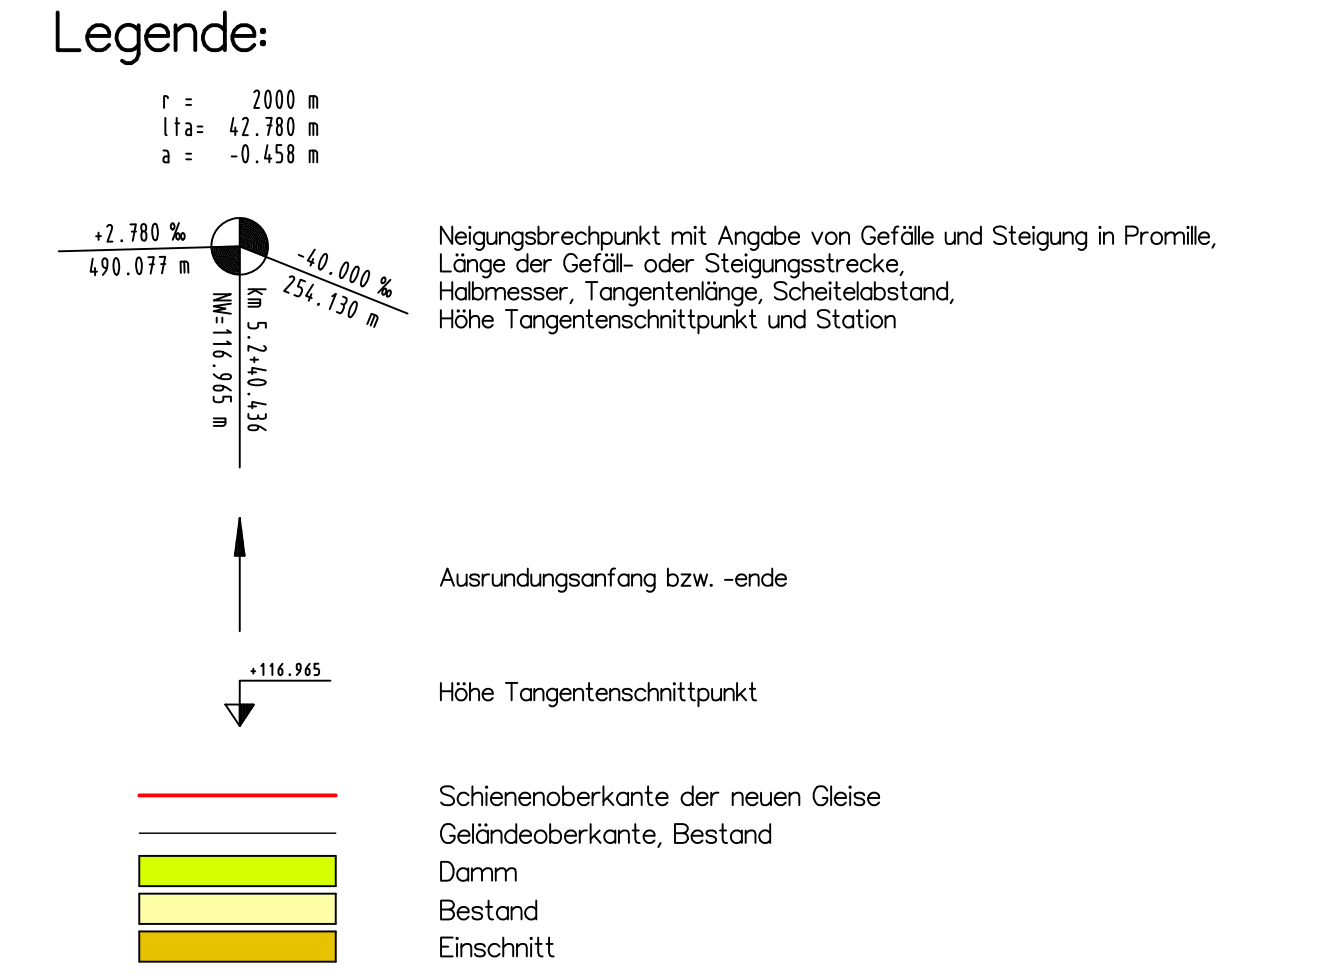 Legende:
r = 2000 m
lta= 42.780 m
a = -0.458 m
+2.780 ‰
490.077 m
-40.000 ‰
254.130 m
km 5.2+40.436
NW=116.965 m
Neigungsbrechpunkt mit Angabe von Gefälle und Steigung in Promille,
Länge der Gefäll- oder Steigungsstrecke,
Halbmesser, Tangentenlänge, Scheitelabstand,
Höhe Tangentenschnittpunkt und Station
Ausrundungsanfang bzw. -ende
+116.965
Höhe Tangentenschnittpunkt
Schienenoberkante der neuen Gleise
Geländeoberkante, Bestand
Damm
Bestand
Einschnitt